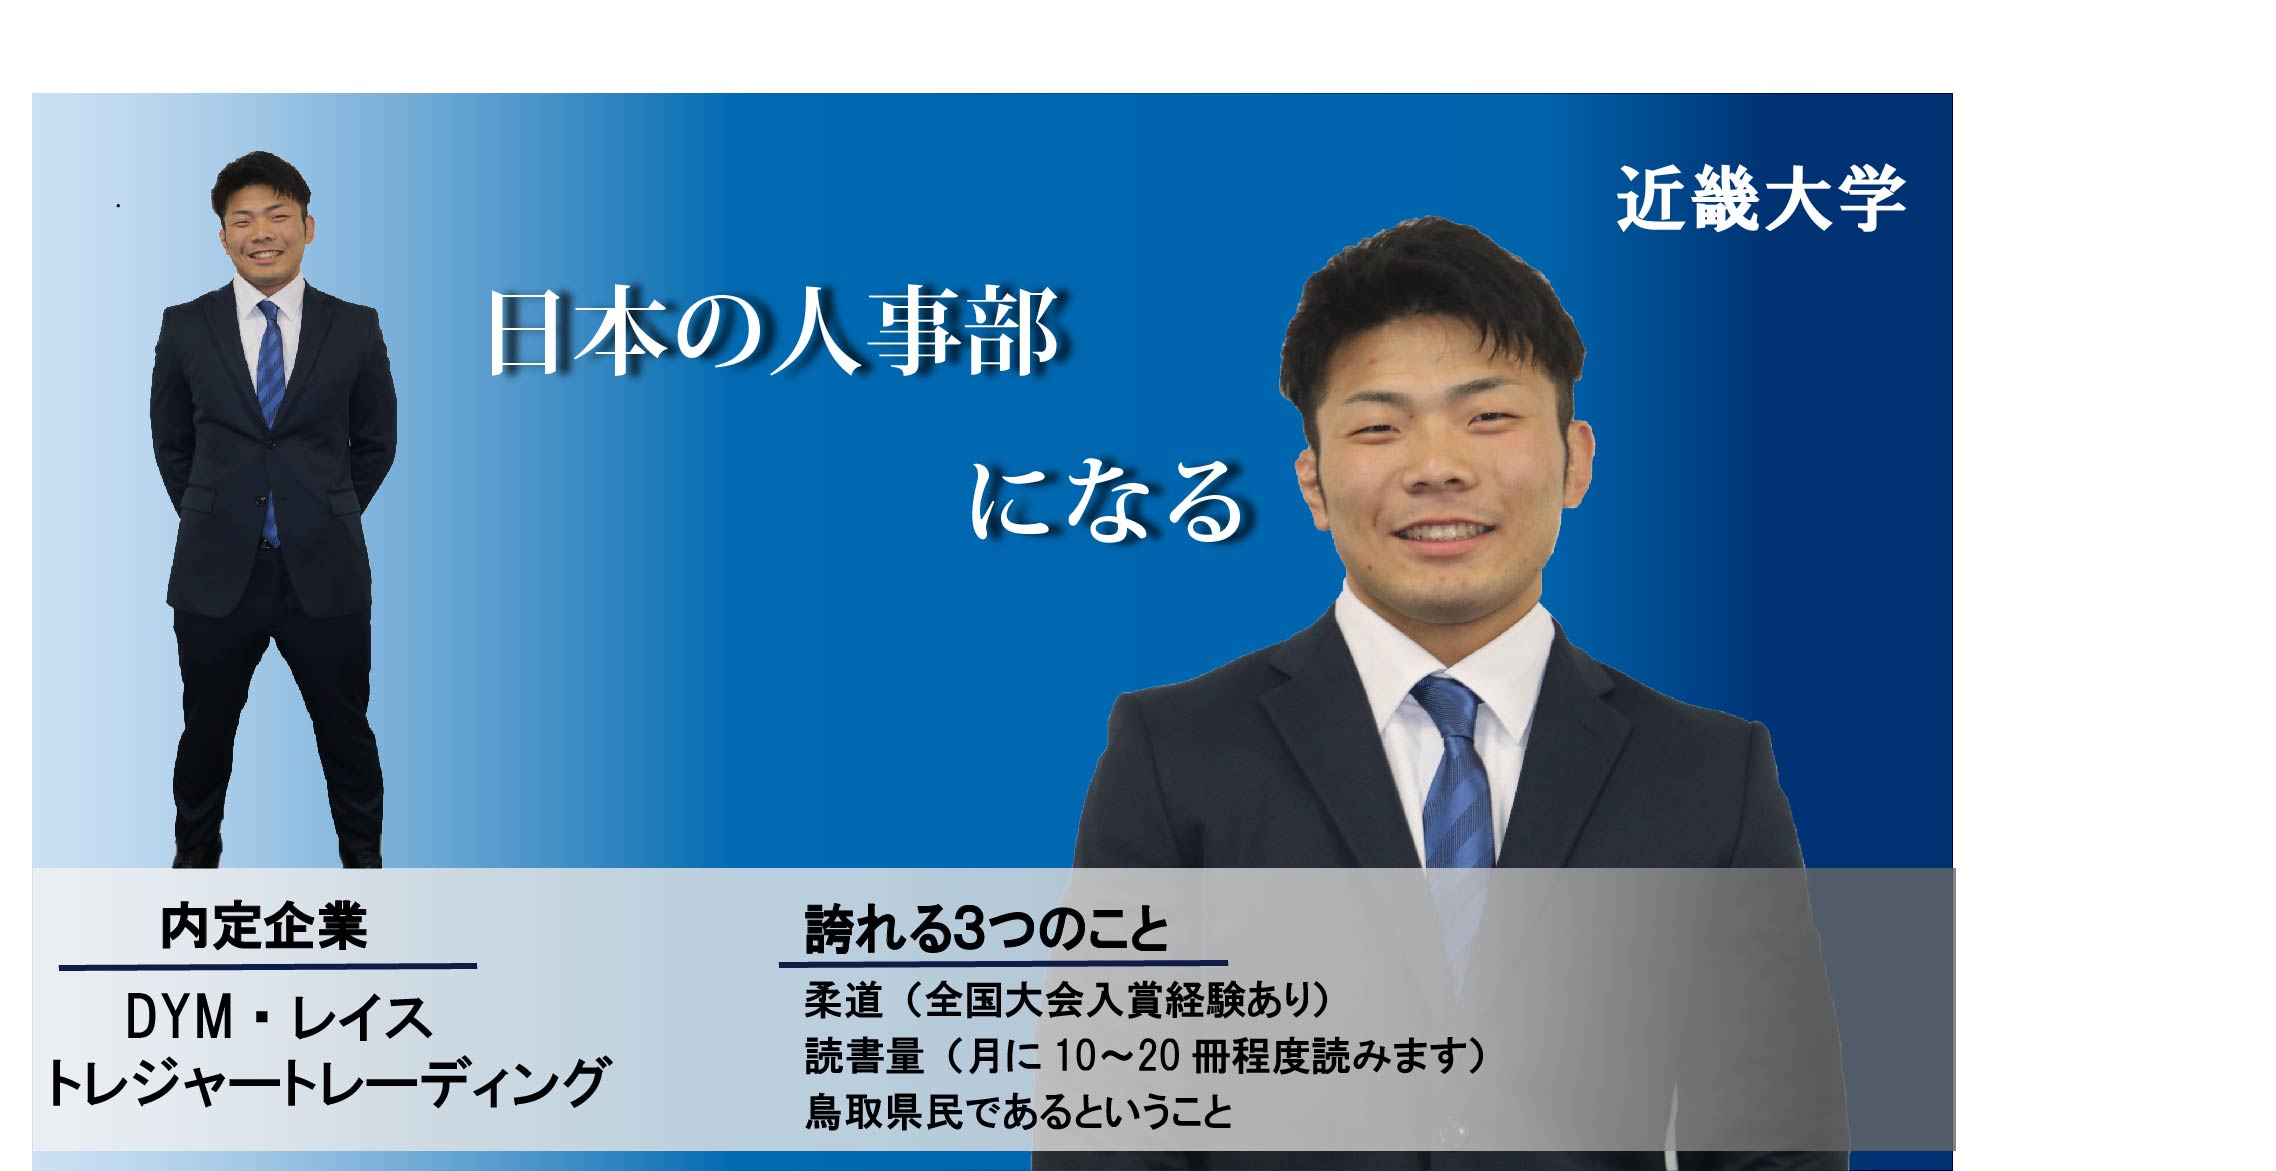 近畿大学
日本の人事部
になる
内定企業
DYM・レイス
トレジャートレーディング
誇れる3つのこと
柔道（全国大会入賞経験あり）
読書量（月に10～20冊程度読みます）
鳥取県民であるということ